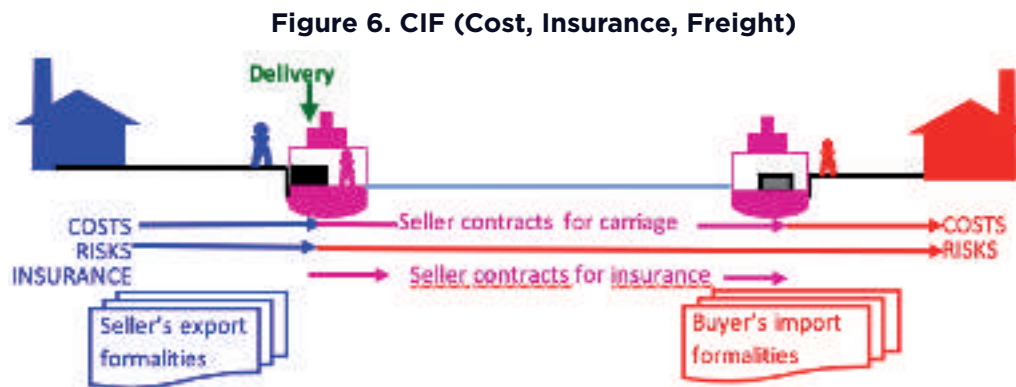 Figure 6. CIF (Cost, Insurance, Freight)
Delivery
COSTS Seller contracts for carriage COSTS
RISKS RISKS
INSURANCE Seller contracts for insurance
Seller's export
formalities
Buyer's import
formalities